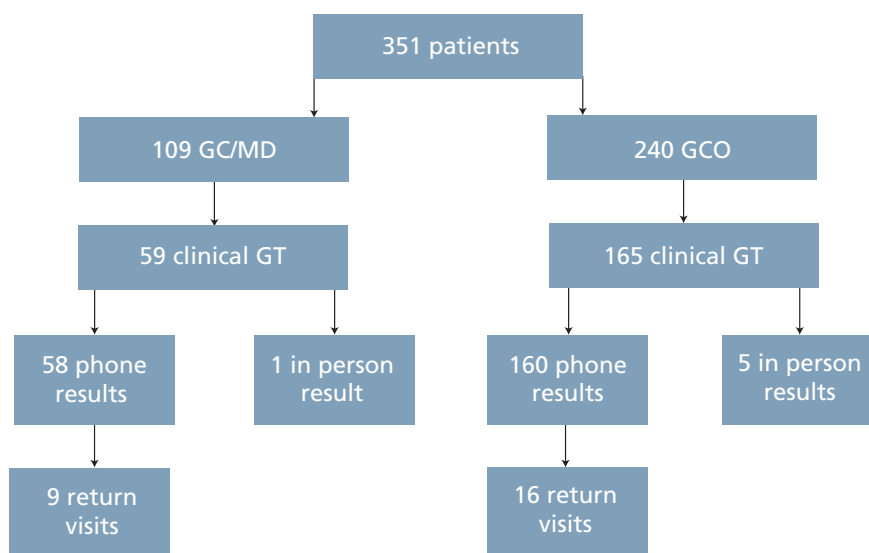 351 patients
109 GC/MD
240 GCO
59 clinical GT
165 clinical GT
58 phone
results
1 in person
result
160 phone
results
5 in person
results
9 return
visits
16 return
visits